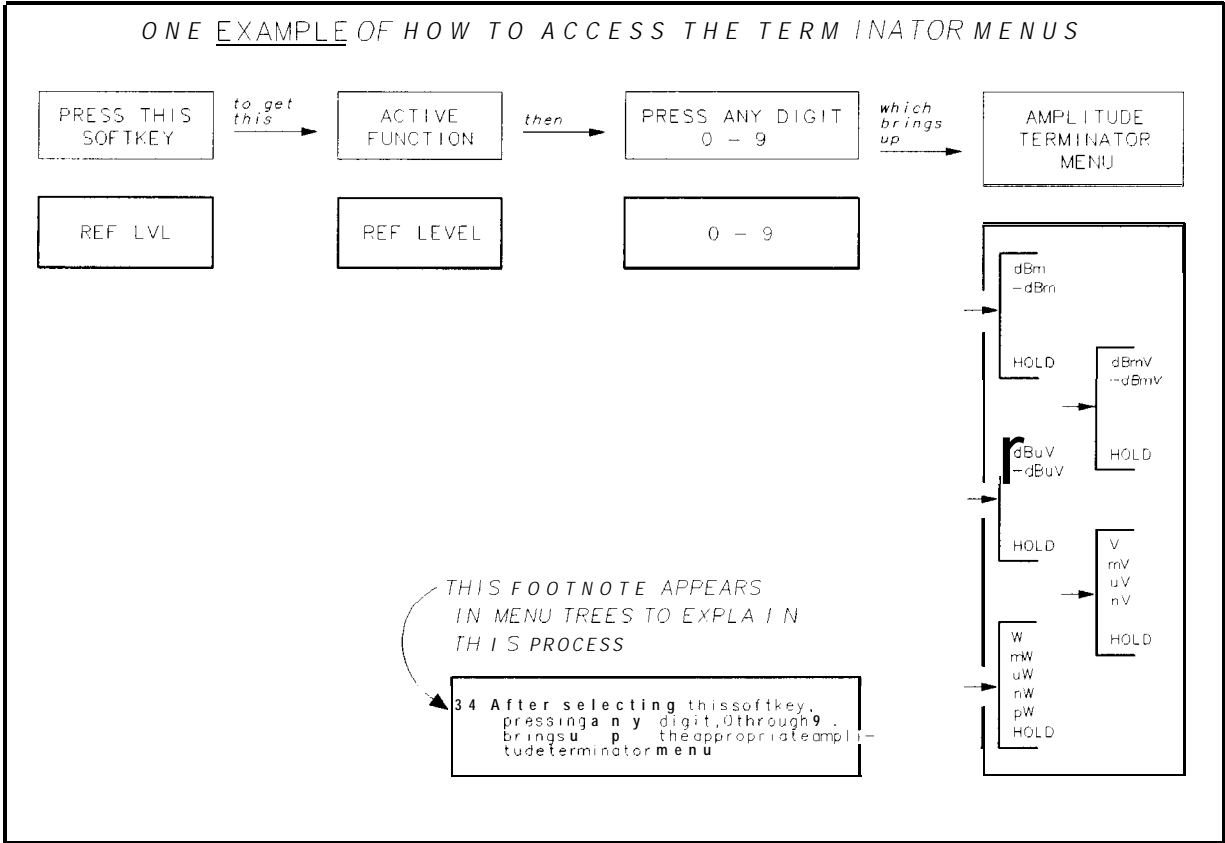 ONE EXAMPLE OF HOW TO ACCESS THE TERMINATOR MENUS
PRESS THIS
SOFTKEY
to get
this
ACTIVE
FUNCTION
then
PRESS ANY DIGIT
0 – 9
which
brings
up
AMPLITUDE
TERMINATOR
MENU
REF LVL
REF LEVEL
0 – 9
dBm
-dBm
HOLD
dBmV
-dBmV
HOLD
dBuV
-dBuV
HOLD
V
mV
uV
nV
HOLD
W
mW
uW
nW
pW
HOLD
THIS FOOTNOTE APPEARS
IN MENU TREES TO EXPLAIN
THIS PROCESS
34 After selecting this softkey,
pressing any digit, 0 through 9.
brings up the appropriate ampli-
tude terminator menu